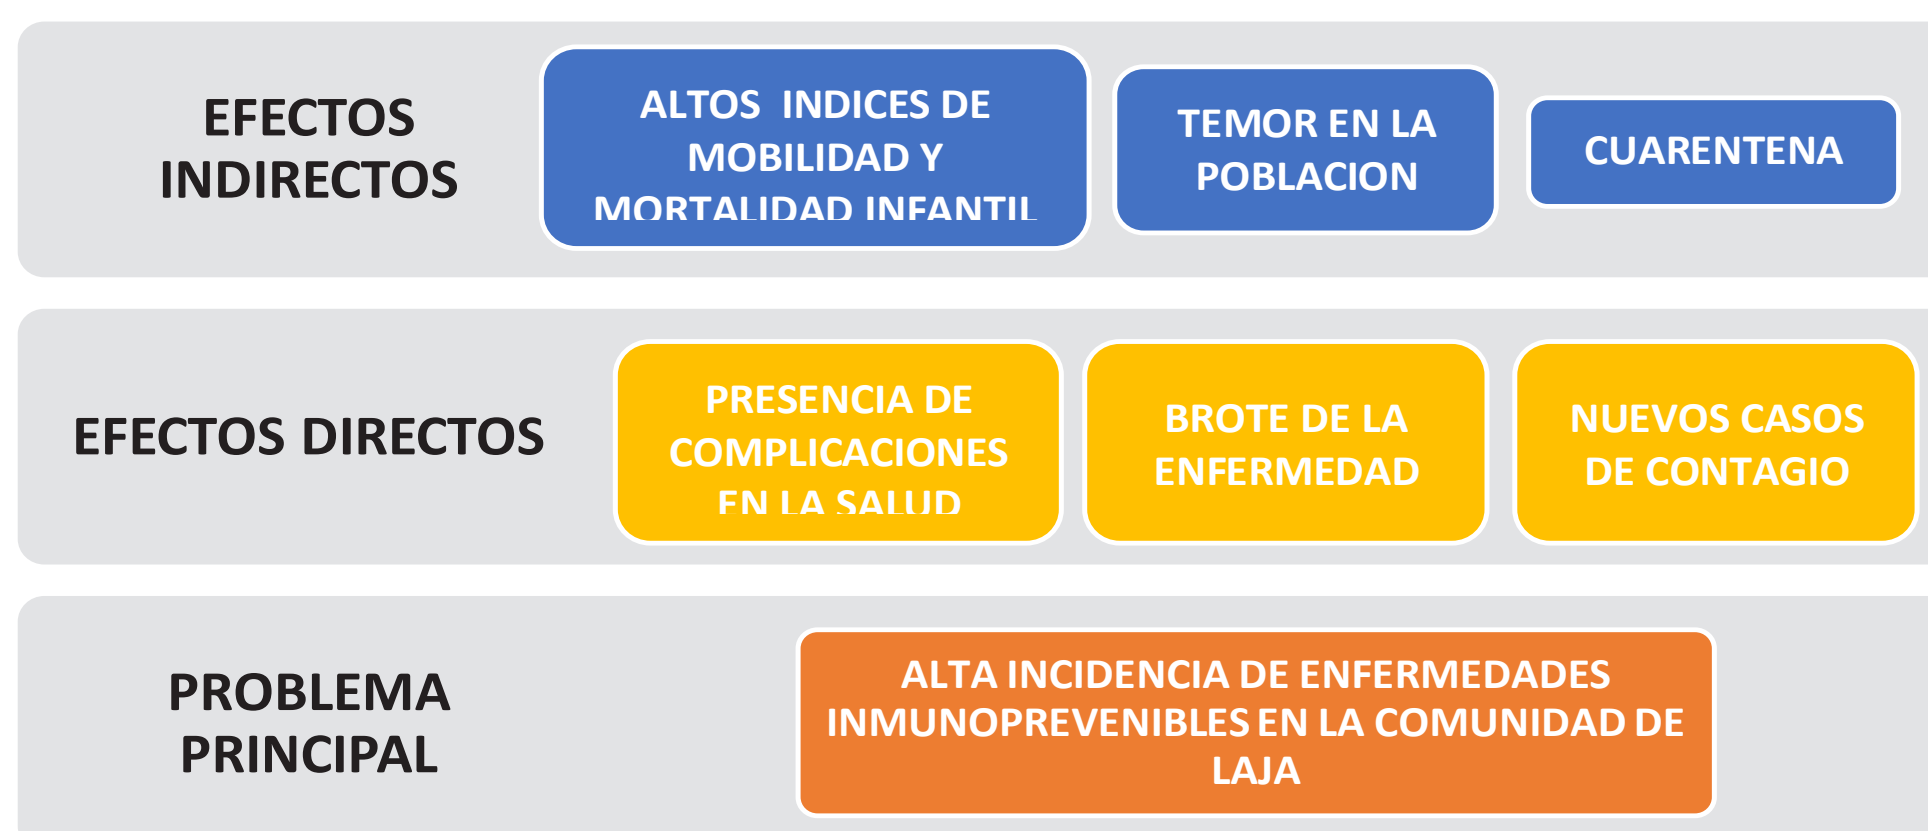 EFECTOS
INDIRECTOS
ALTOS INDICES DE
MOBILIDAD Y
MORTALIDAD INFANTIL
TEMOR EN LA
POBLACION
CUARENTENA
EFECTOS DIRECTOS
PRESENCIA DE
COMPLICACIONES
EN LA SALUD
BROTE DE LA
ENFERMEDAD
NUEVOS CASOS
DE CONTAGIO
PROBLEMA
PRINCIPAL
ALTA INCIDENCIA DE ENFERMEDADES
INMUNOPREVENIBLES EN LA COMUNIDAD DE
LAJA